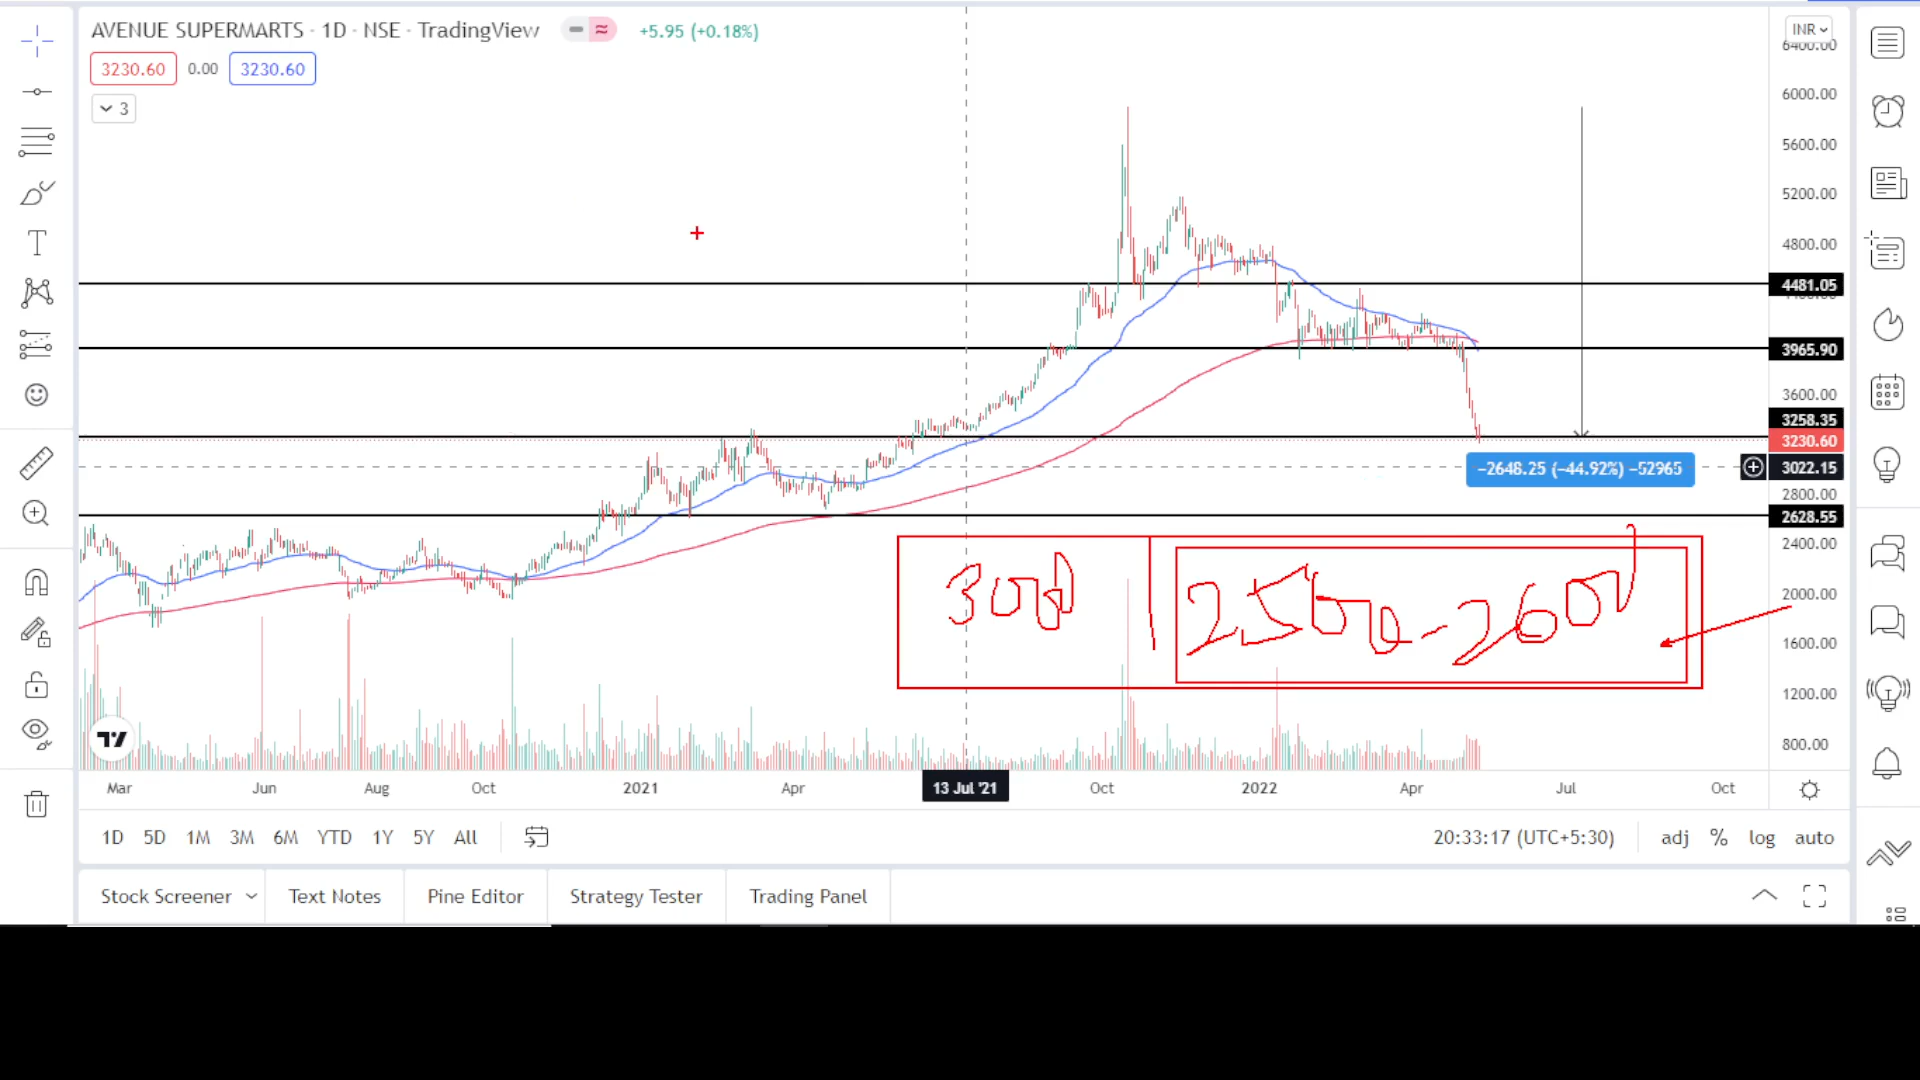 AVENUE SUPERMARTS · 1D · NSE · TradingView +5.95 (+0.18%)
INR
3230.60 0.00 3230.60
3
6400.00
6000.00
5600.00
5200.00
4800.00
4481.05
3965.90
3600.00
3258.35
3230.60
−2648.25 (−44.92%) −52965
3022.15
2800.00
2628.55
2400.00
3000 2500-2600
2000.00
1600.00
1200.00
800.00
Mar Jun Aug Oct 2021 Apr 13 Jul '21 Oct 2022 Apr Jul Oct
1D 5D 1M 3M 6M YTD 1Y 5Y All 20:33:17 (UTC+5:30) adj % log auto
Stock Screener Text Notes Pine Editor Strategy Tester Trading Panel